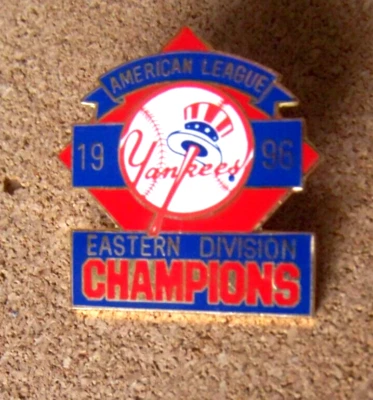 AMERICAN LEAGUE
19 96
Yankees
EASTERN DIVISION
CHAMPIONS